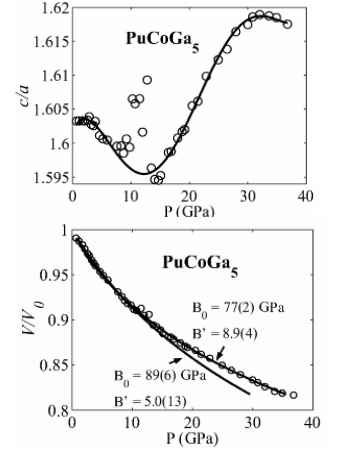 1.62
1.615
1.61
1.605
1.6
1.595
c/a
PuCoGa5
0 10 20 30 40
P (GPa)
1
0.95
0.9
0.85
0.8
V/V0
PuCoGa5
B0 = 77(2) GPa
B' = 8.9(4)
B0 = 89(6) GPa
B' = 5.0(13)
0 10 20 30 40
P (GPa)